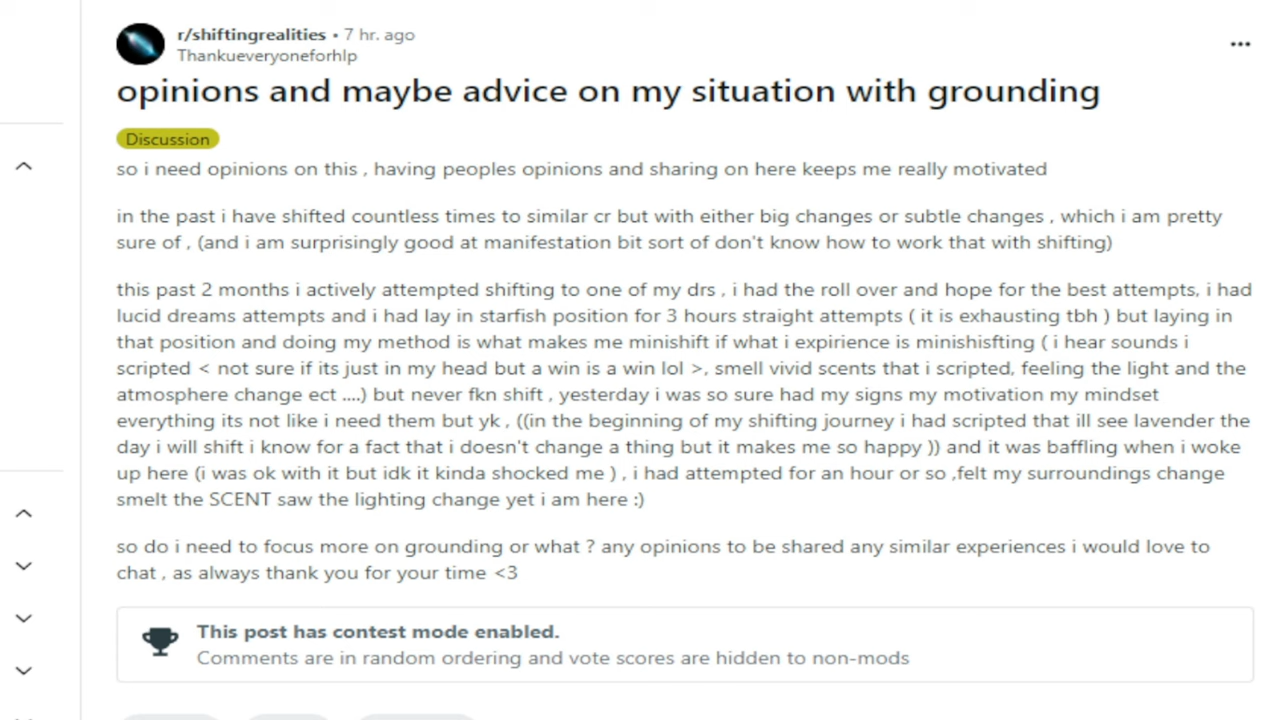 r/shiftingrealities • 7 hr. ago
Thankueveryoneforhlp
opinions and maybe advice on my situation with grounding
Discussion
so i need opinions on this , having peoples opinions and sharing on here keeps me really motivated
in the past i have shifted countless times to similar cr but with either big changes or subtle changes , which i am pretty
sure of , (and i am surprisingly good at manifestation bit sort of don't know how to work that with shifting)
this past 2 months i actively attempted shifting to one of my drs , i had the roll over and hope for the best attempts, i had
lucid dreams attempts and i had lay in starfish position for 3 hours straight attempts ( it is exhausting tbh ) but laying in
that position and doing my method is what makes me minishift if what i expirience is minishisfting ( i hear sounds i
scripted < not sure if its just in my head but a win is a win lol >, smell vivid scents that i scripted, feeling the light and the
atmosphere change ect ....) but never fkn shift , yesterday i was so sure had my signs my motivation my mindset
everything its not like i need them but yk , ((in the beginning of my shifting journey i had scripted that ill see lavender the
day i will shift i know for a fact that i doesn't change a thing but it makes me so happy )) and it was baffling when i woke
up here (i was ok with it but idk it kinda shocked me ) , i had attempted for an hour or so ,felt my surroundings change
smelt the SCENT saw the lighting change yet i am here :)
so do i need to focus more on grounding or what ? any opinions to be shared any similar experiences i would love to
chat , as always thank you for your time <3
This post has contest mode enabled.
Comments are in random ordering and vote scores are hidden to non-mods